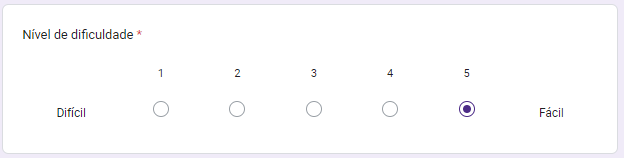 Nível de dificuldade *
1 2 3 4 5
Difícil Fácil